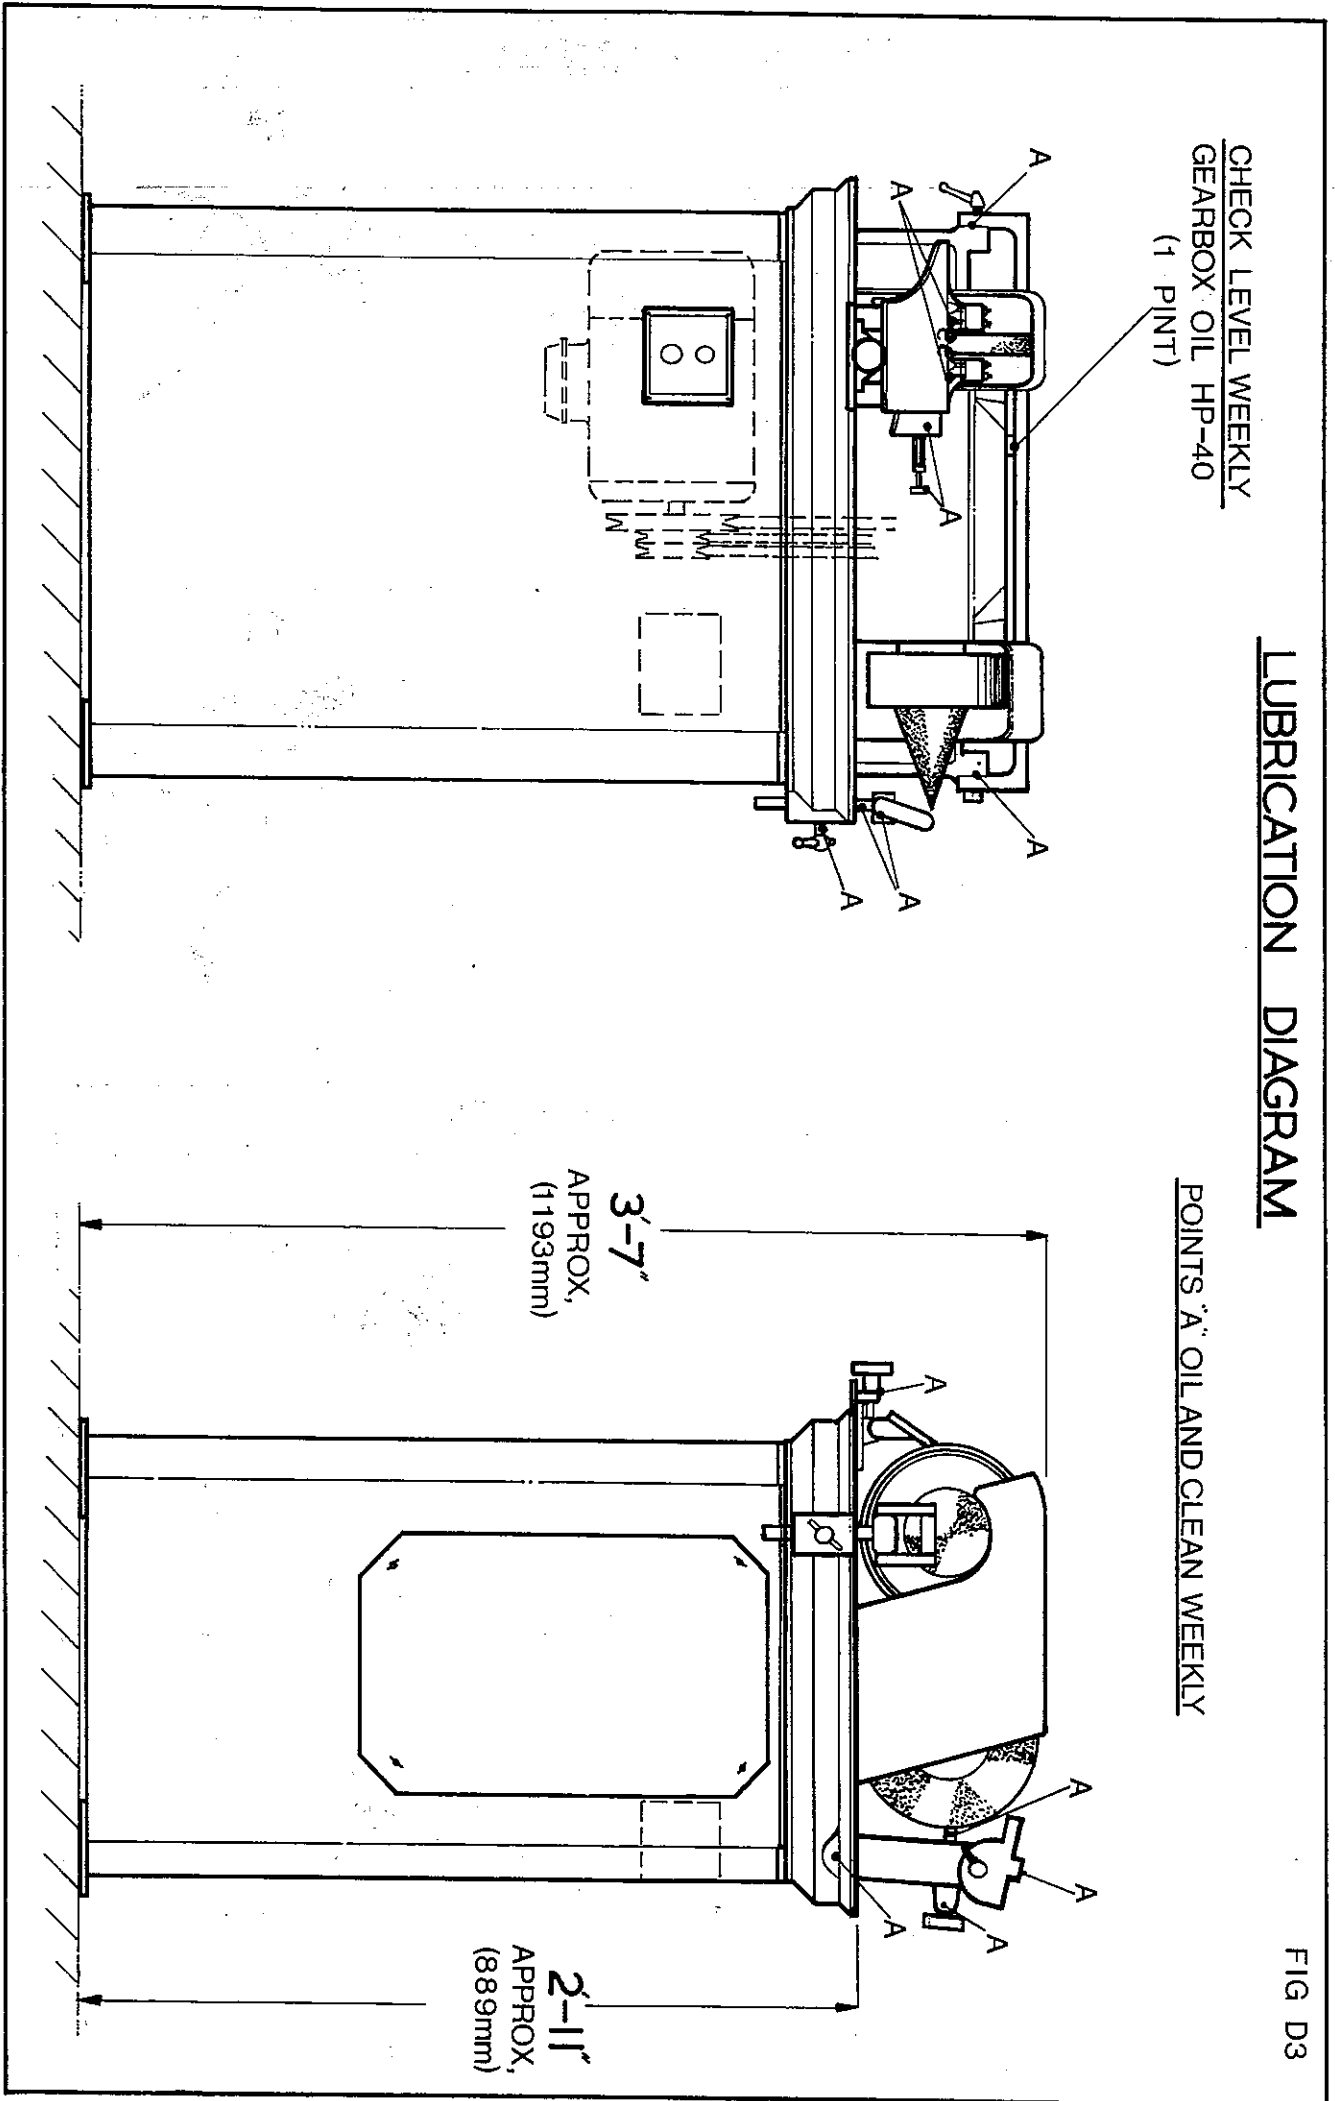 FIG D3
LUBRICATION DIAGRAM
CHECK LEVEL WEEKLY
GEARBOX OIL HP-40
(1 PINT)
POINTS "A" OIL AND CLEAN WEEKLY
A
A
A
A
A
A
A
A
A
A
A
3'-7"
APPROX,
(1193mm)
2'-11"
APPROX,
(889mm)